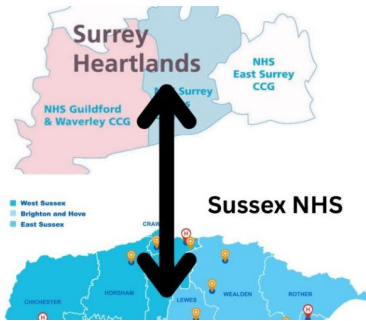 Surrey
Heartlands
NHS
East Surrey
CCG
Surrey
NHS Guildford
& Waverley CCG
West Sussex
Brighton and Hove
East Sussex
Sussex NHS
CRAW
H
CHICHESTER
HORSHAM
LEWES
WEALDEN
ROTHER
H
H